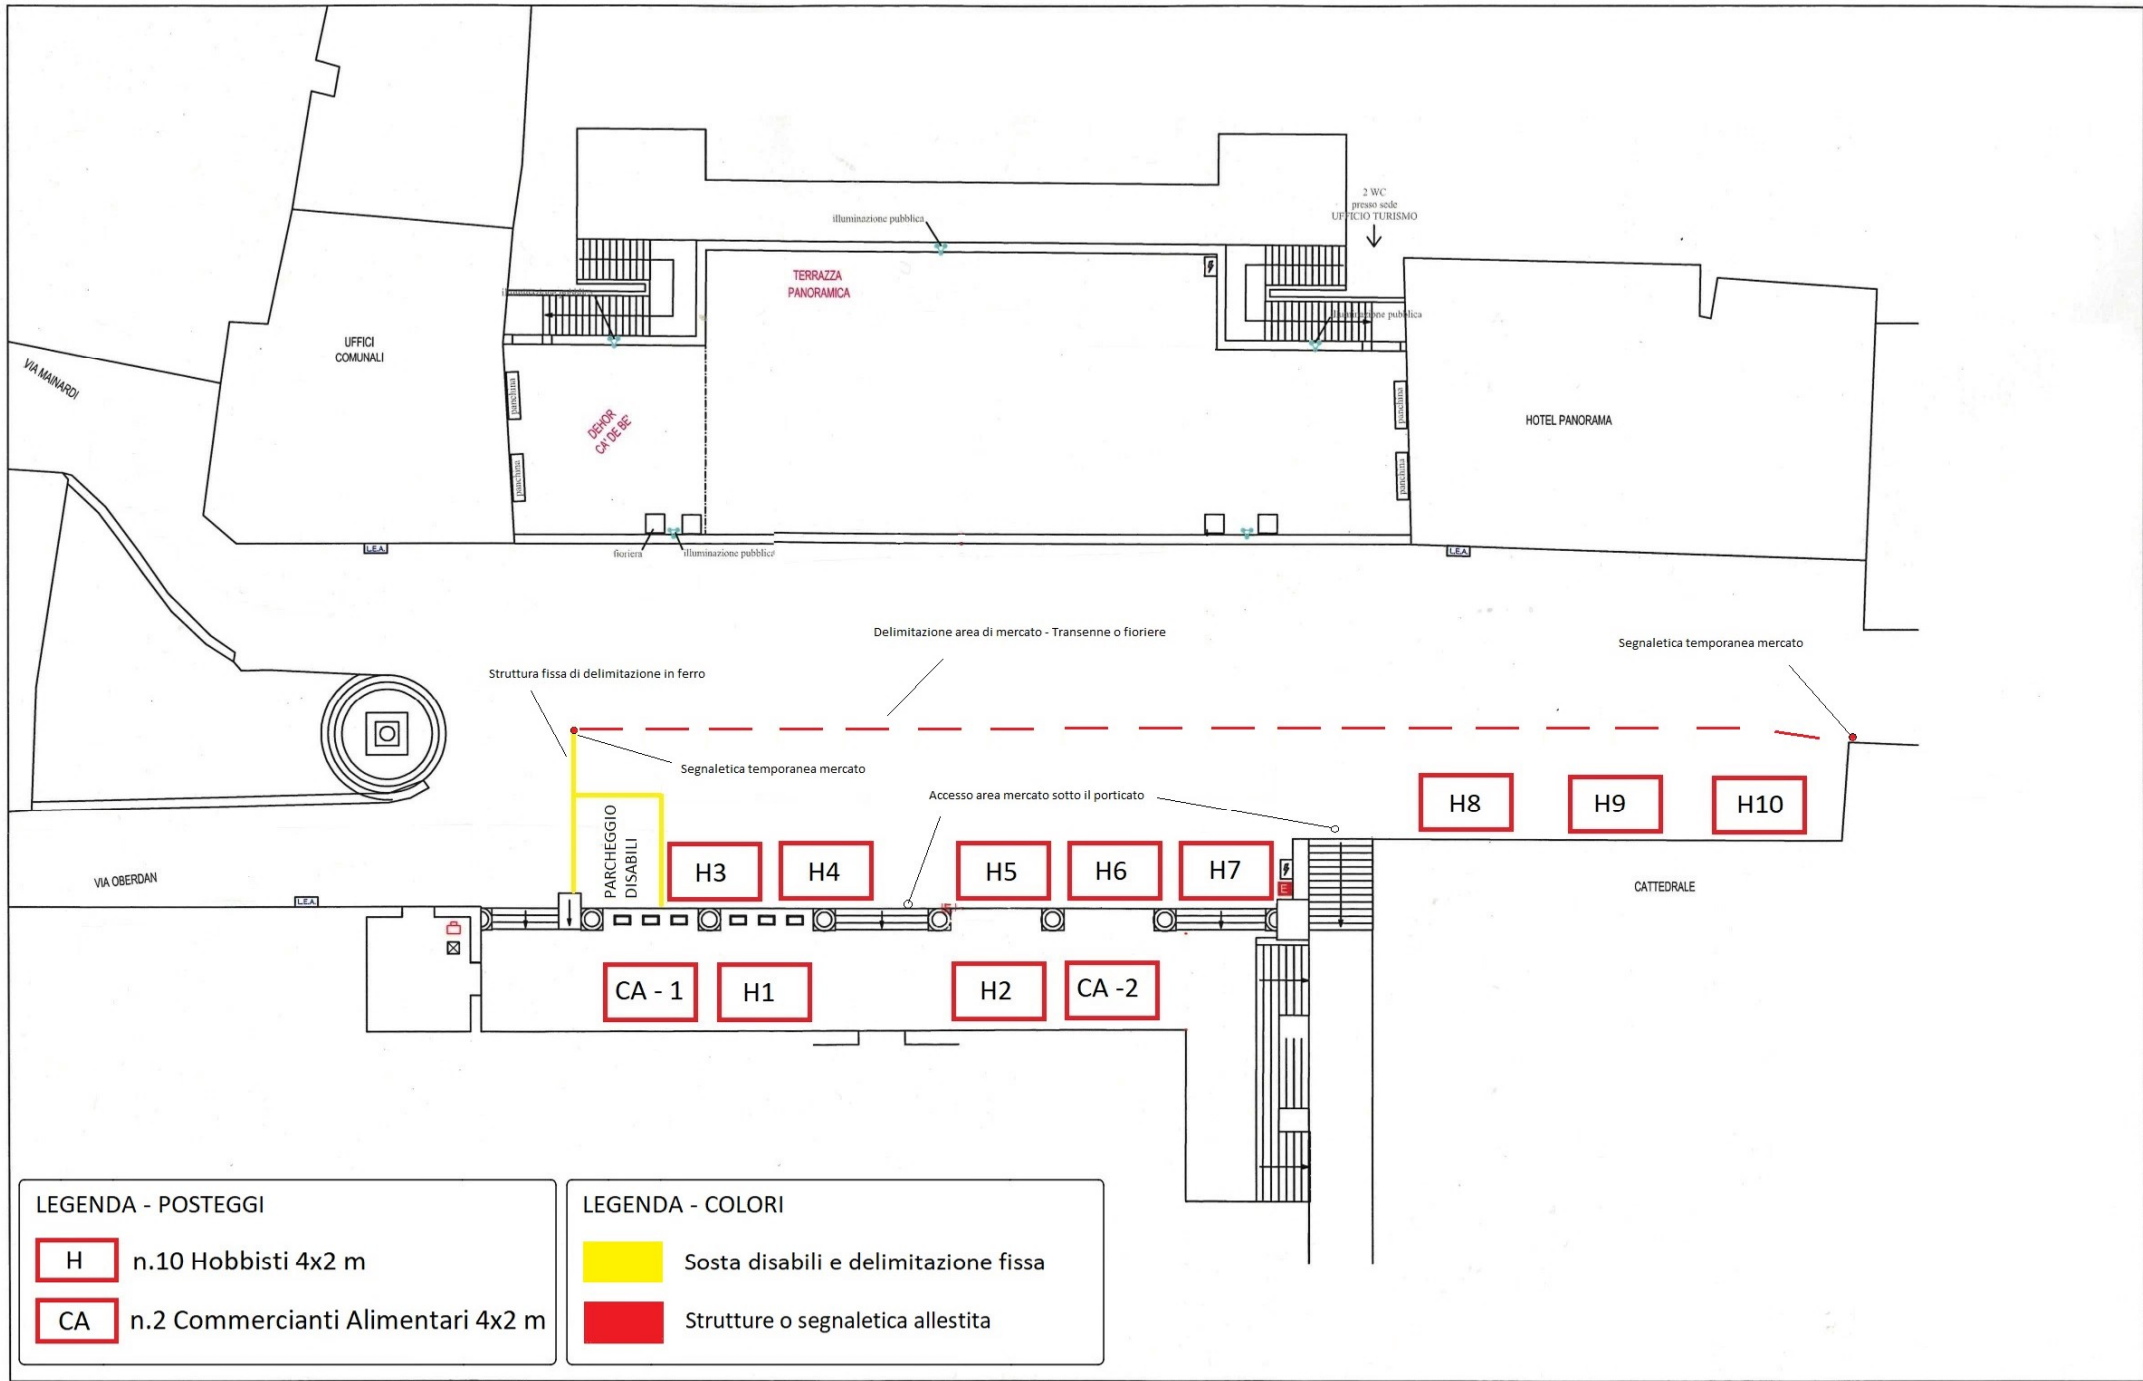 2 WC
presso sede
UFFICIO TURISMO
illuminazione pubblica
TERRAZZA
PANORAMICA
illuminazione pubblica
illuminazione pubblica
UFFICI
COMUNALI
VIA MAINARDI
panchina
panchina
DEHOR
CA' DE BE'
panchina
panchina
HOTEL PANORAMA
fioriera
illuminazione pubblica
I.E.A.
I.E.A.
Delimitazione area di mercato - Transenne o fioriere
Segnaletica temporanea mercato
Struttura fissa di delimitazione in ferro
Segnaletica temporanea mercato
Accesso area mercato sotto il porticato
PARCHEGGIO
DISABILI
H8
H9
H10
H3
H4
H5
H6
H7
E
VIA OBERDAN
I.E.A.
CATTEDRALE
CA - 1
H1
H2
CA -2
LEGENDA - POSTEGGI
H n.10 Hobbisti 4x2 m
CA n.2 Commercianti Alimentari 4x2 m
LEGENDA - COLORI
Sosta disabili e delimitazione fissa
Strutture o segnaletica allestita